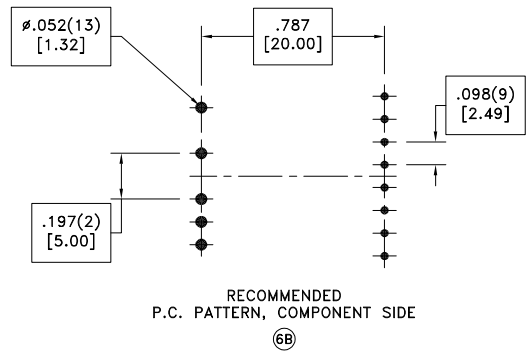 ø.052(13)
[1.32]
.787
[20.00]
.098(9)
[2.49]
.197(2)
[5.00]
RECOMMENDED
P.C. PATTERN, COMPONENT SIDE
6B